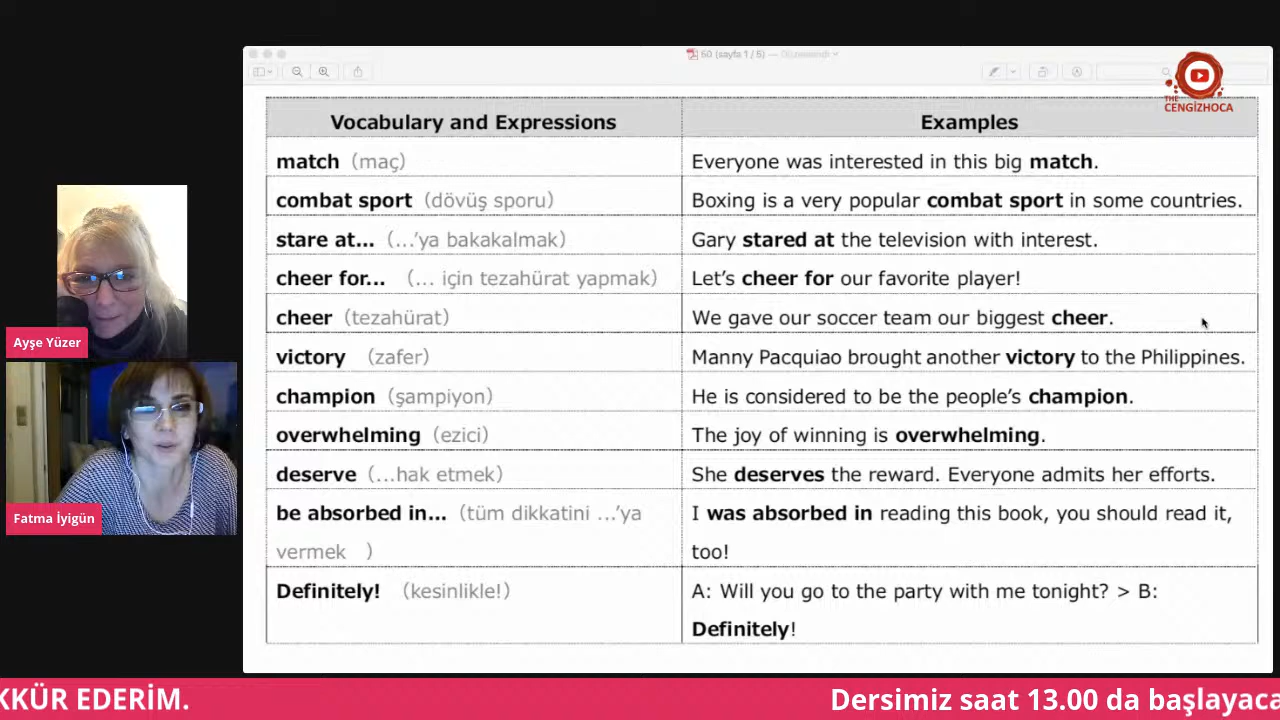 60 (sayfa 1 / 5) — Düzenlendi
THE
CENGİZHOCA
Vocabulary and Expressions Examples
match (maç) Everyone was interested in this big match.
combat sport (dövüş sporu) Boxing is a very popular combat sport in some countries.
stare at... (...’ya bakakalmak) Gary stared at the television with interest.
cheer for... (... için tezahürat yapmak) Let’s cheer for our favorite player!
cheer (tezahürat) We gave our soccer team our biggest cheer.
victory (zafer) Manny Pacquiao brought another victory to the Philippines.
champion (şampiyon) He is considered to be the people’s champion.
overwhelming (ezici) The joy of winning is overwhelming.
deserve (...hak etmek) She deserves the reward. Everyone admits her efforts.
be absorbed in... (tüm dikkatini ...’ya I was absorbed in reading this book, you should read it,
vermek ) too!
Definitely! (kesinlikle!) A: Will you go to the party with me tonight? > B:
Definitely!
Ayşe Yüzer
Fatma İyigün
KKÜR EDERİM. Dersimiz saat 13.00 da başlayaca